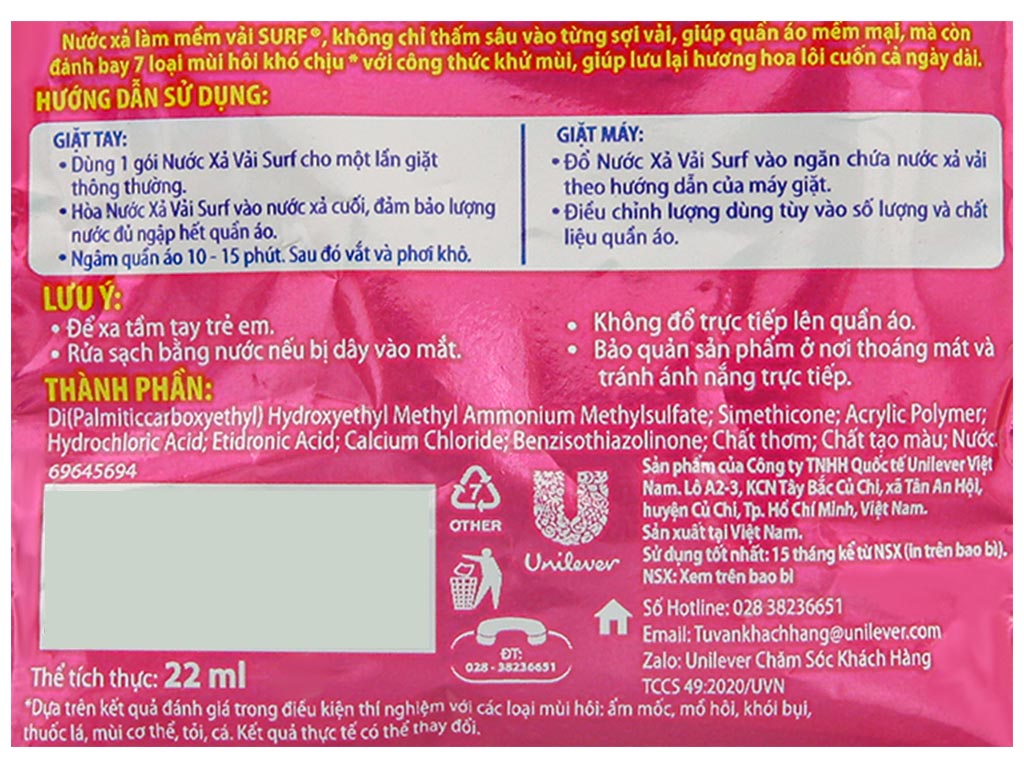 Nước xả làm mềm vải SURF®, không chỉ thấm sâu vào từng sợi vải, giúp quần áo mềm mại, mà còn
đánh bay 7 loại mùi hôi khó chịu * với công thức khử mùi, giúp lưu lại hương hoa lôi cuốn cả ngày dài.
HƯỚNG DẪN SỬ DỤNG:
GIẶT TAY:
• Dùng 1 gói Nước Xả Vải Surf cho một lần giặt
thông thường.
• Hòa Nước Xả Vải Surf vào nước xả cuối, đảm bảo lượng
nước đủ ngập hết quần áo.
• Ngâm quần áo 10 - 15 phút. Sau đó vắt và phơi khô.
GIẶT MÁY:
• Đổ Nước Xả Vải Surf vào ngăn chứa nước xả vải
theo hướng dẫn của máy giặt.
• Điều chỉnh lượng dùng tùy vào số lượng và chất
liệu quần áo.
LƯU Ý:
• Để xa tầm tay trẻ em.
• Rửa sạch bằng nước nếu bị dây vào mắt.
• Không đổ trực tiếp lên quần áo.
• Bảo quản sản phẩm ở nơi thoáng mát và
tránh ánh nắng trực tiếp.
THÀNH PHẦN:
Di(Palmiticcarboxyethyl) Hydroxyethyl Methyl Ammonium Methylsulfate; Simethicone; Acrylic Polymer;
Hydrochloric Acid; Etidronic Acid; Calcium Chloride; Benzisothiazolinone; Chất thơm; Chất tạo màu; Nước.
69645694
7
OTHER
Unilever
ĐT:
028 - 38236651
Sản phẩm của Công ty TNHH Quốc tế Unilever Việt
Nam. Lô A2-3, KCN Tây Bắc Củ Chi, xã Tân An Hội,
huyện Củ Chi, Tp. Hồ Chí Minh, Việt Nam.
Sản xuất tại Việt Nam.
Sử dụng tốt nhất: 15 tháng kể từ NSX (in trên bao bì).
NSX: Xem trên bao bì
Số Hotline: 028 38236651
Email: Tuvankhachhang@unilever.com
Zalo: Unilever Chăm Sóc Khách Hàng
TCCS 49:2020/UVN
Thể tích thực: 22 ml
*Dựa trên kết quả đánh giá trong điều kiện thí nghiệm với các loại mùi hôi: ẩm mốc, mồ hôi, khói bụi,
thuốc lá, mùi cơ thể, tỏi, cá. Kết quả thực tế có thể thay đổi.